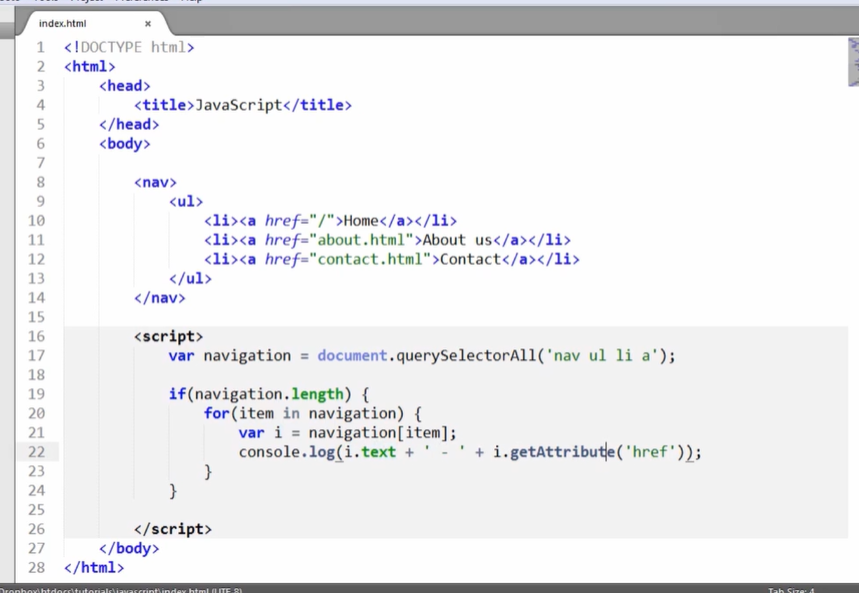 index.html ×
1 <!DOCTYPE html>
2 <html>
3 <head>
4 <title>JavaScript</title>
5 </head>
6 <body>
7
8 <nav>
9 <ul>
10 <li><a href="/">Home</a></li>
11 <li><a href="about.html">About us</a></li>
12 <li><a href="contact.html">Contact</a></li>
13 </ul>
14 </nav>
15
16 <script>
17 var navigation = document.querySelectorAll('nav ul li a');
18
19 if(navigation.length) {
20 for(item in navigation) {
21 var i = navigation[item];
22 console.log(i.text + ' - ' + i.getAttribute('href'));
23 }
24 }
25
26 </script>
27 </body>
28 </html>
Dropbox\htdocs\tutorials\javascript\index.html (UTF-8) Tab Size: 4